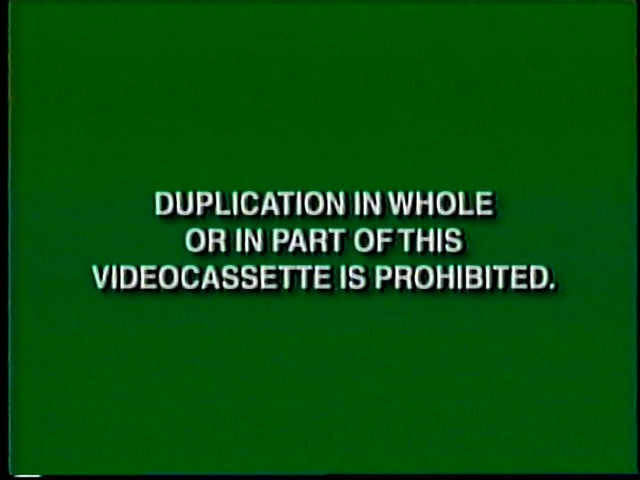 DUPLICATION IN WHOLE
OR IN PART OF THIS
VIDEOCASSETTE IS PROHIBITED.